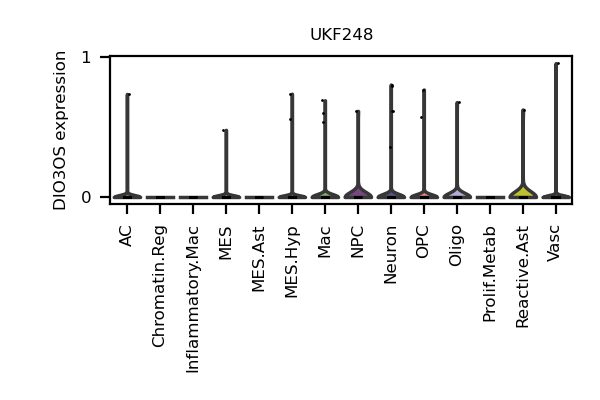 UKF248
DIO3OS expression
1
0
AC
Chromatin.Reg
Inflammatory.Mac
MES
MES.Ast
MES.Hyp
Mac
NPC
Neuron
OPC
Oligo
Prolif.Metab
Reactive.Ast
Vasc